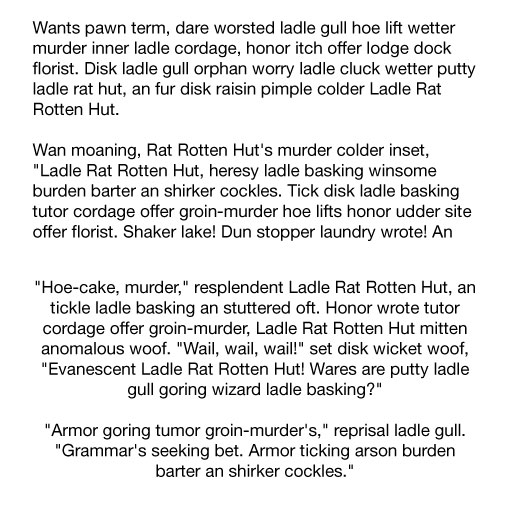 Wants pawn term, dare worsted ladle gull hoe lift wetter
murder inner ladle cordage, honor itch offer lodge dock
florist. Disk ladle gull orphan worry ladle cluck wetter putty
ladle rat hut, an fur disk raisin pimple colder Ladle Rat
Rotten Hut.
Wan moaning, Rat Rotten Hut's murder colder inset,
"Ladle Rat Rotten Hut, heresy ladle basking winsome
burden barter an shirker cockles. Tick disk ladle basking
tutor cordage offer groin-murder hoe lifts honor udder site
offer florist. Shaker lake! Dun stopper laundry wrote! An
"Hoe-cake, murder," resplendent Ladle Rat Rotten Hut, an
tickle ladle basking an stuttered oft. Honor wrote tutor
cordage offer groin-murder, Ladle Rat Rotten Hut mitten
anomalous woof. "Wail, wail, wail!" set disk wicket woof,
"Evanescent Ladle Rat Rotten Hut! Wares are putty ladle
gull goring wizard ladle basking?"
"Armor goring tumor groin-murder's," reprisal ladle gull.
"Grammar's seeking bet. Armor ticking arson burden
barter an shirker cockles."